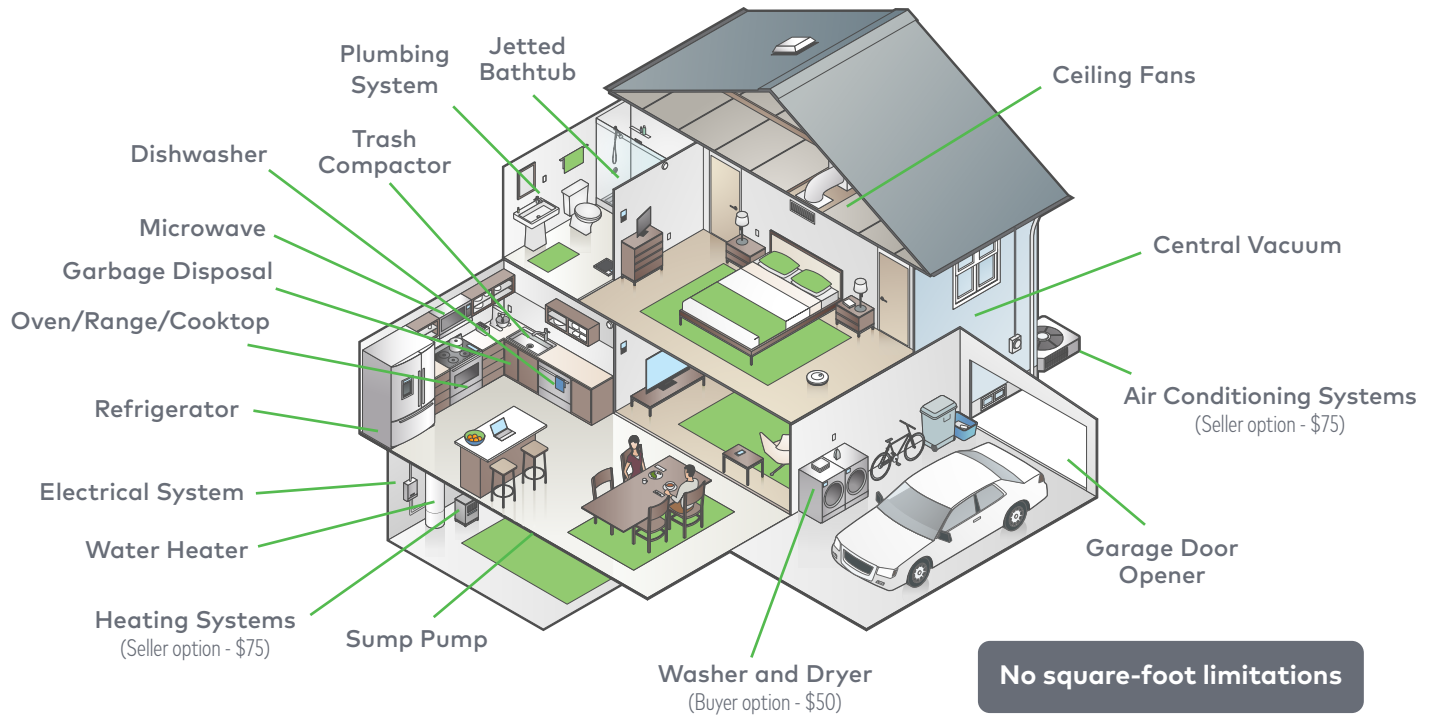 Plumbing
System
Jetted
Bathtub
Ceiling Fans
Trash
Compactor
Dishwasher
Microwave
Garbage Disposal
Oven/Range/Cooktop
Refrigerator
Electrical System
Water Heater
Heating Systems
(Seller option - $75)
Sump Pump
Washer and Dryer
(Buyer option - $50)
Central Vacuum
Air Conditioning Systems
(Seller option - $75)
Garage Door
Opener
No square-foot limitations